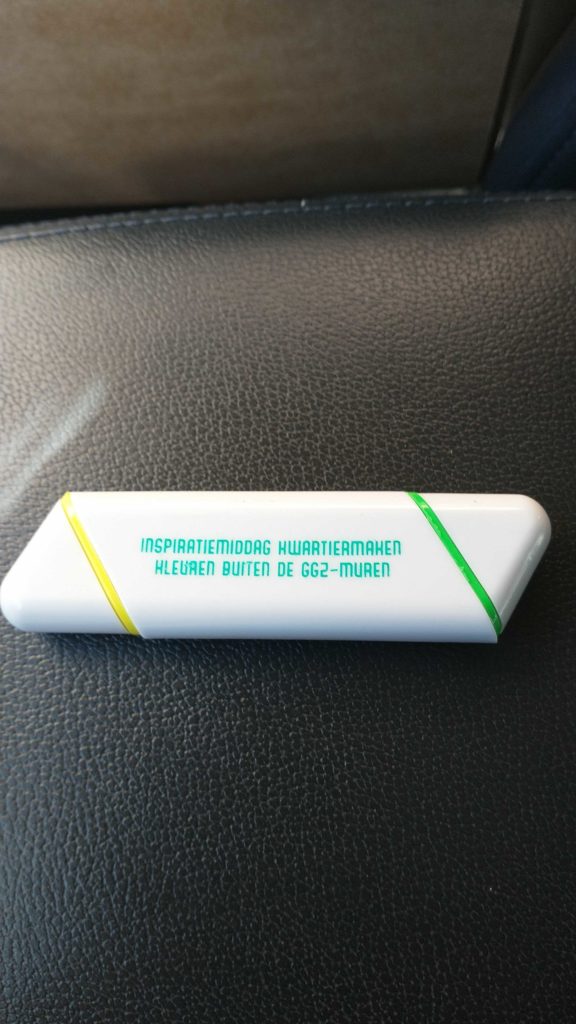 INSPIRATIEMIDDAG KWARTIERMAKEN
KLEUREN BUITEN DE GGZ-MUREN